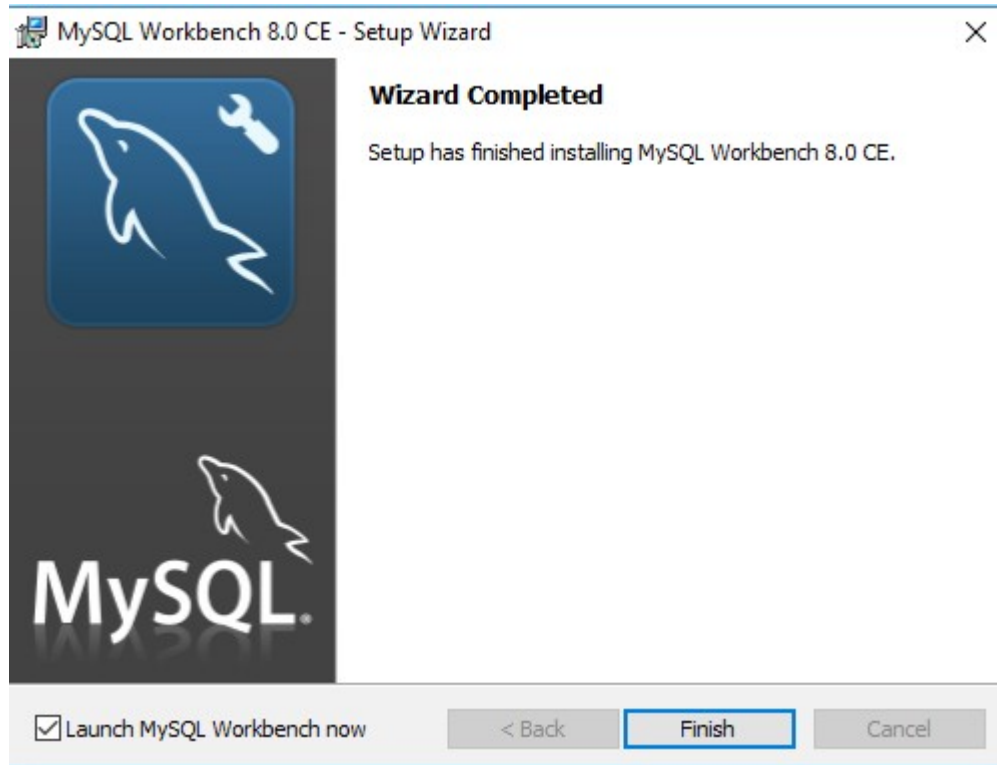 MySQL Workbench 8.0 CE - Setup Wizard
Wizard Completed
Setup has finished installing MySQL Workbench 8.0 CE.
MySQL®
Launch MySQL Workbench now
< Back
Finish
Cancel